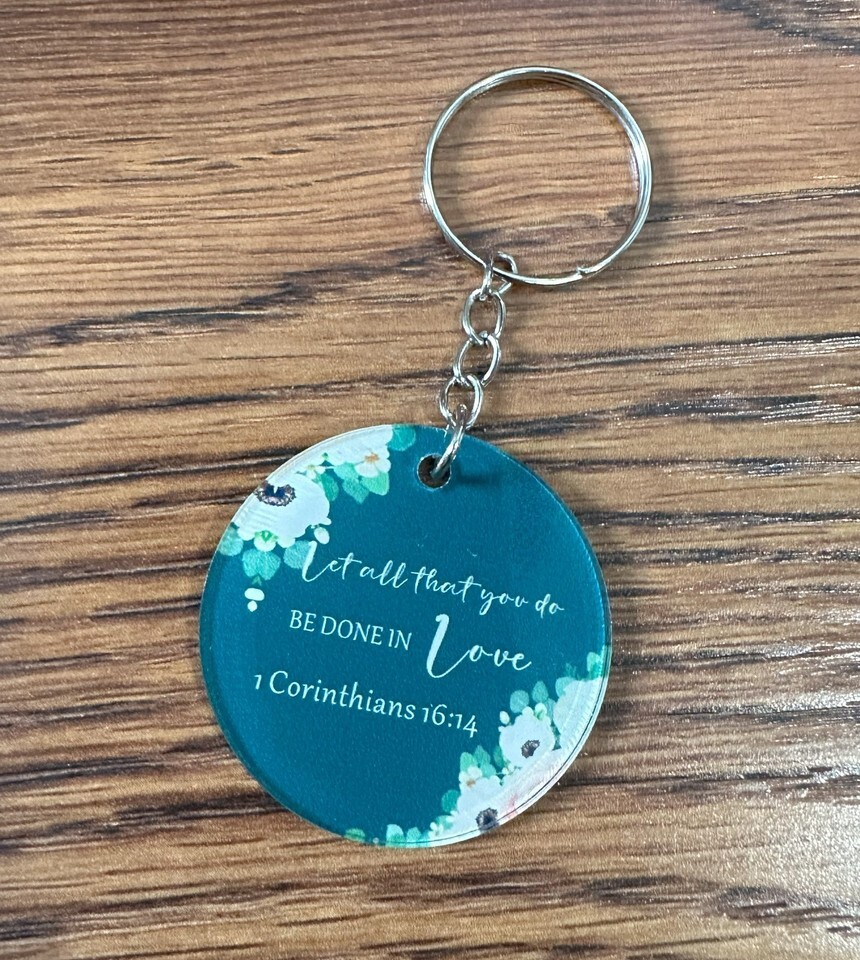 Let all that you do
BE DONE IN Love
1 Corinthians 16:14